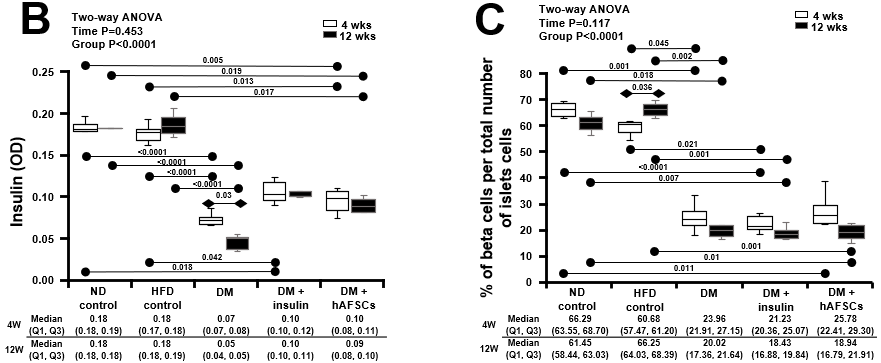 B
Two-way ANOVA
Time P=0.453
Group P<0.0001
4 wks
12 wks
0.005
0.019
0.013
0.017
<0.0001
<0.0001
<0.0001
<0.0001
0.03
0.042
0.018
Insulin (OD)
0.25
0.20
0.15
0.10
0.05
0.00
ND control
HFD control
DM
DM + insulin
DM + hAFSCs
4W Median 0.18 0.18 0.07 0.10 0.10
(Q1, Q3) (0.18, 0.19) (0.17, 0.18) (0.07, 0.08) (0.10, 0.12) (0.08, 0.11)
12W Median 0.18 0.18 0.05 0.10 0.09
(Q1, Q3) (0.18, 0.18) (0.18, 0.19) (0.04, 0.05) (0.10, 0.11) (0.08, 0.10)
C
Two-way ANOVA
Time P=0.117
Group P<0.0001
4 wks
12 wks
0.045
0.002
0.001
0.018
0.036
0.021
0.001
<0.0001
0.007
0.001
0.01
0.011
% of beta cells per total number
of islets cells
80
70
60
50
40
30
20
10
0
ND control
HFD control
DM
DM + insulin
DM + hAFSCs
4W Median 66.29 60.68 23.96 21.23 25.78
(Q1, Q3) (63.55, 68.70) (57.47, 61.20) (21.91, 27.15) (20.36, 25.07) (22.41, 29.30)
12W Median 61.45 66.25 20.02 18.43 18.94
(Q1, Q3) (58.44, 63.03) (64.03, 68.39) (17.36, 21.64) (16.88, 19.84) (16.79, 21.91)